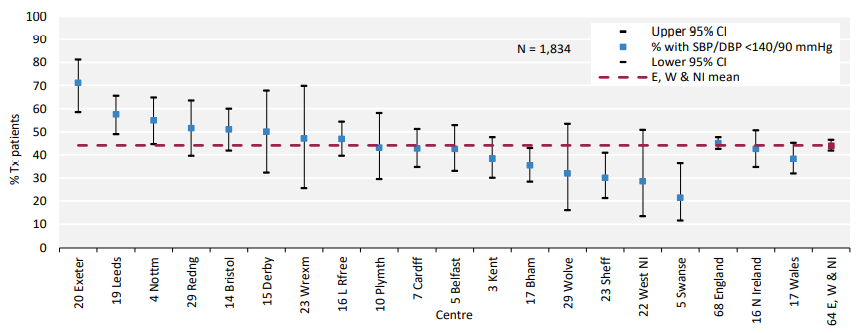 100
90
80
70
60
50
40
30
20
10
0
% Tx patients
N = 1,834
Upper 95% CI
% with SBP/DBP <140/90 mmHg
Lower 95% CI
E, W & NI mean
20 Exeter
19 Leeds
4 Nottm
29 Redng
14 Bristol
15 Derby
23 Wrexm
16 L Rfree
10 Plymth
7 Cardff
5 Belfast
3 Kent
17 Bham
29 Wolve
23 Sheff
22 West NI
5 Swanse
68 England
16 N Ireland
17 Wales
64 E, W & NI
Centre